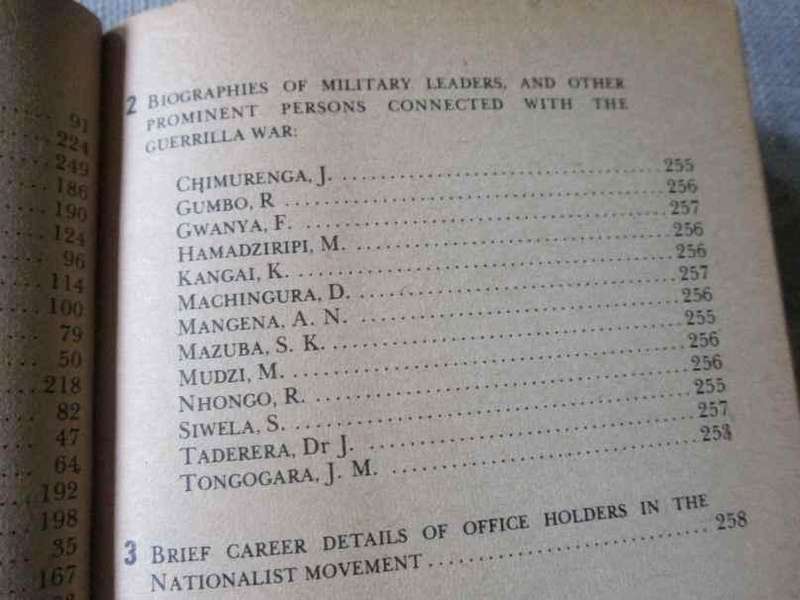 91
224
249
186
190
124
96
114
100
79
50
218
82
47
64
192
198
35
167
2 BIOGRAPHIES OF MILITARY LEADERS, AND OTHER
PROMINENT PERSONS CONNECTED WITH THE
GUERRILLA WAR:
CHIMURENGA, J. .......... 255
GUMBO, R .......... 256
GWANYA, F. .......... 257
HAMADZIRIPI, M. .......... 256
KANGAI, K. .......... 256
MACHINGURA, D. .......... 257
MANGENA, A. N. .......... 256
MAZUBA, S. K. .......... 255
MUDZI, M. .......... 256
NHONGO, R. .......... 256
SIWELA, S. .......... 255
TADERERA, Dr J. .......... 257
TONGOGARA, J. M. .......... 253
3 BRIEF CAREER DETAILS OF OFFICE HOLDERS IN THE
NATIONALIST MOVEMENT .......... 258